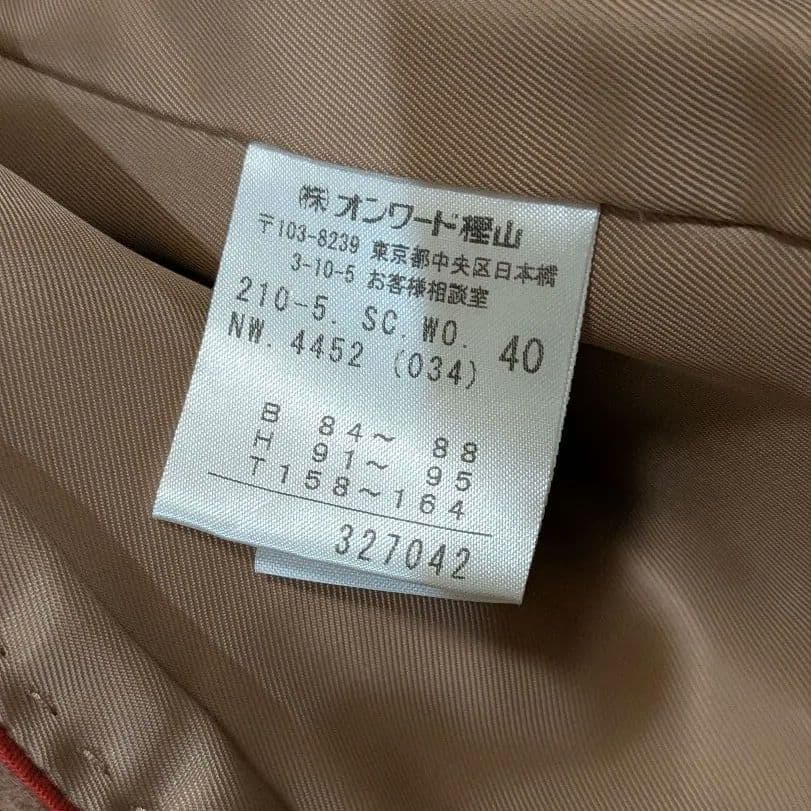 ㈱オンワード樫山
〒103-8239 東京都中央区日本橋
3-10-5 お客様相談室
210-5. SC. WO. 40
NW. 4452 (034)
B 84～ 88
H 91～ 95
T158～164
327042